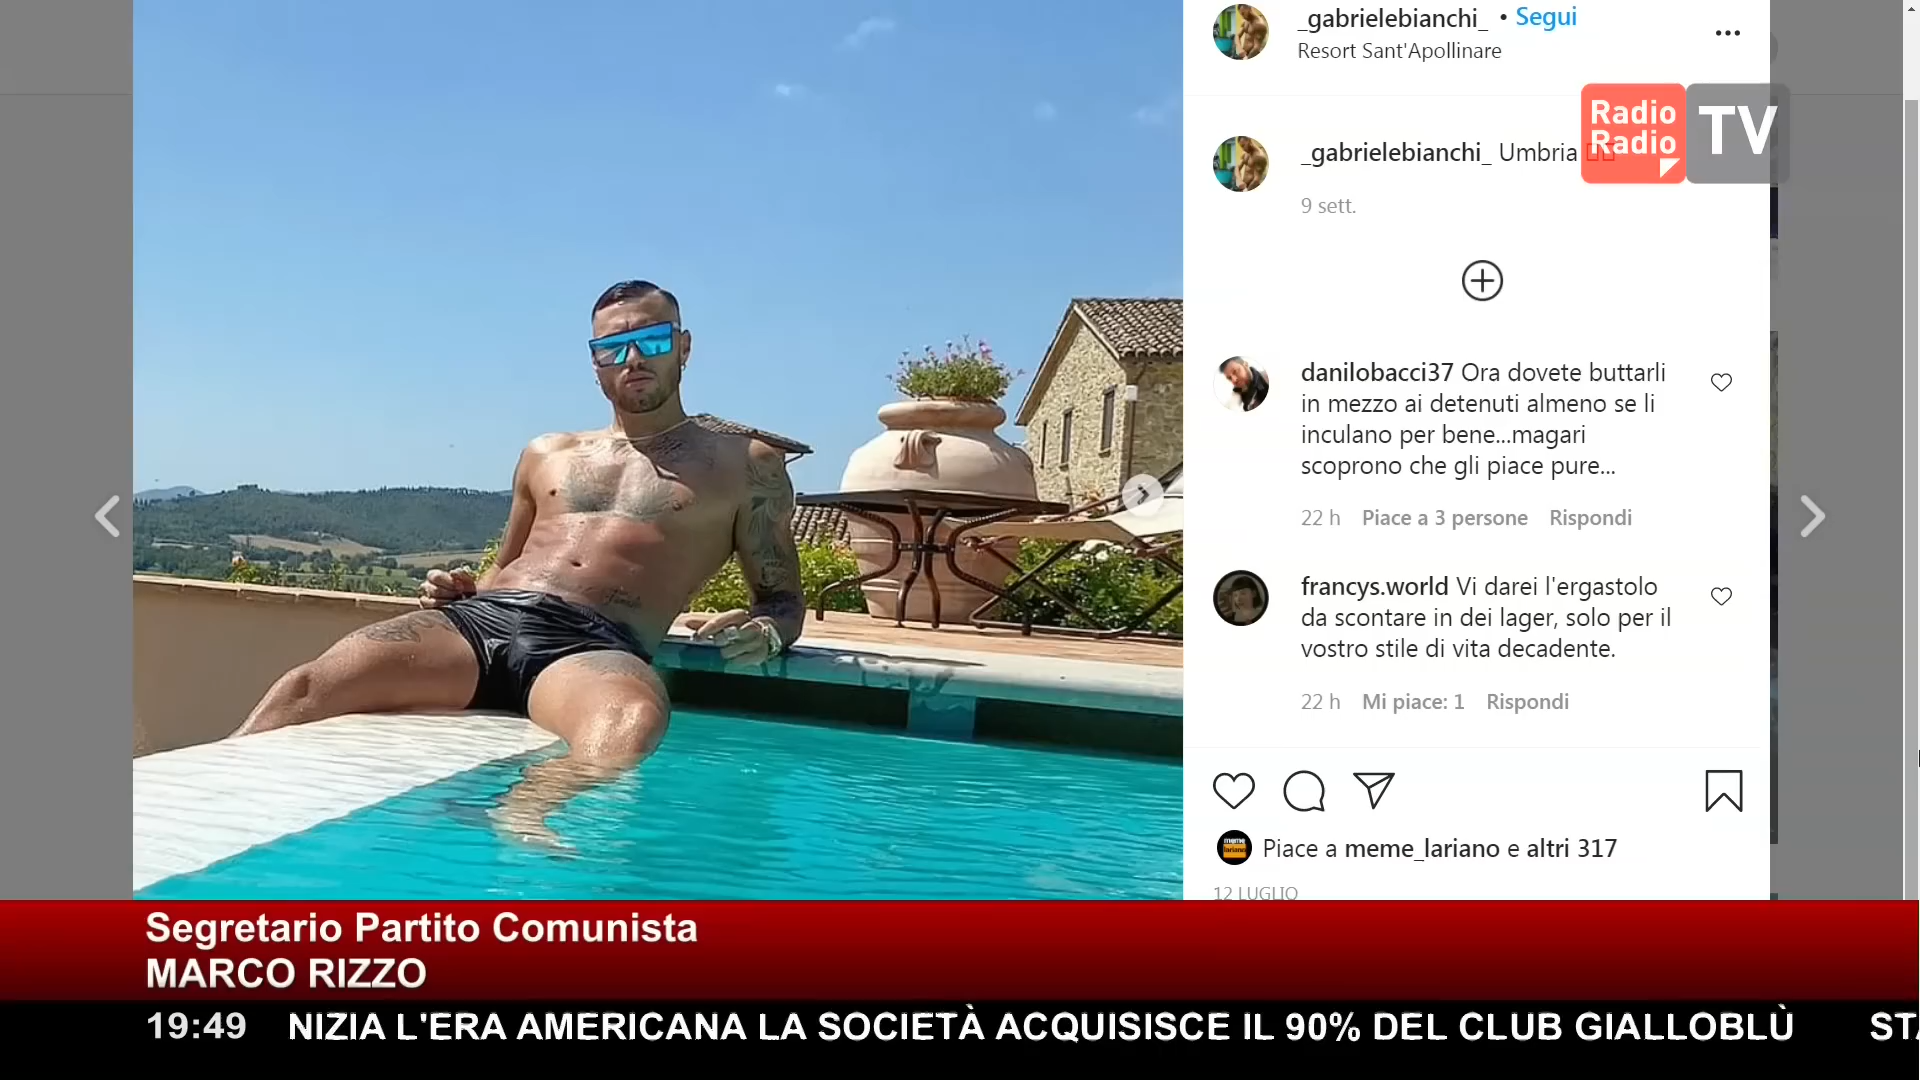 _gabrielebianchi_ • Segui
Resort Sant'Apollinare
Radio
Radio
TV
_gabrielebianchi_ Umbria
9 sett.
danilobacci37 Ora dovete buttarli
in mezzo ai detenuti almeno se li
inculano per bene...magari
scoprono che gli piace pure...
22 h Piace a 3 persone Rispondi
francys.world Vi darei l'ergastolo
da scontare in dei lager, solo per il
vostro stile di vita decadente.
22 h Mi piace: 1 Rispondi
Piace a meme_lariano e altri 317
12 LUGLIO
Segretario Partito Comunista
MARCO RIZZO
19:49 NIZIA L'ERA AMERICANA LA SOCIETÀ ACQUISISCE IL 90% DEL CLUB GIALLOBLÙ STA